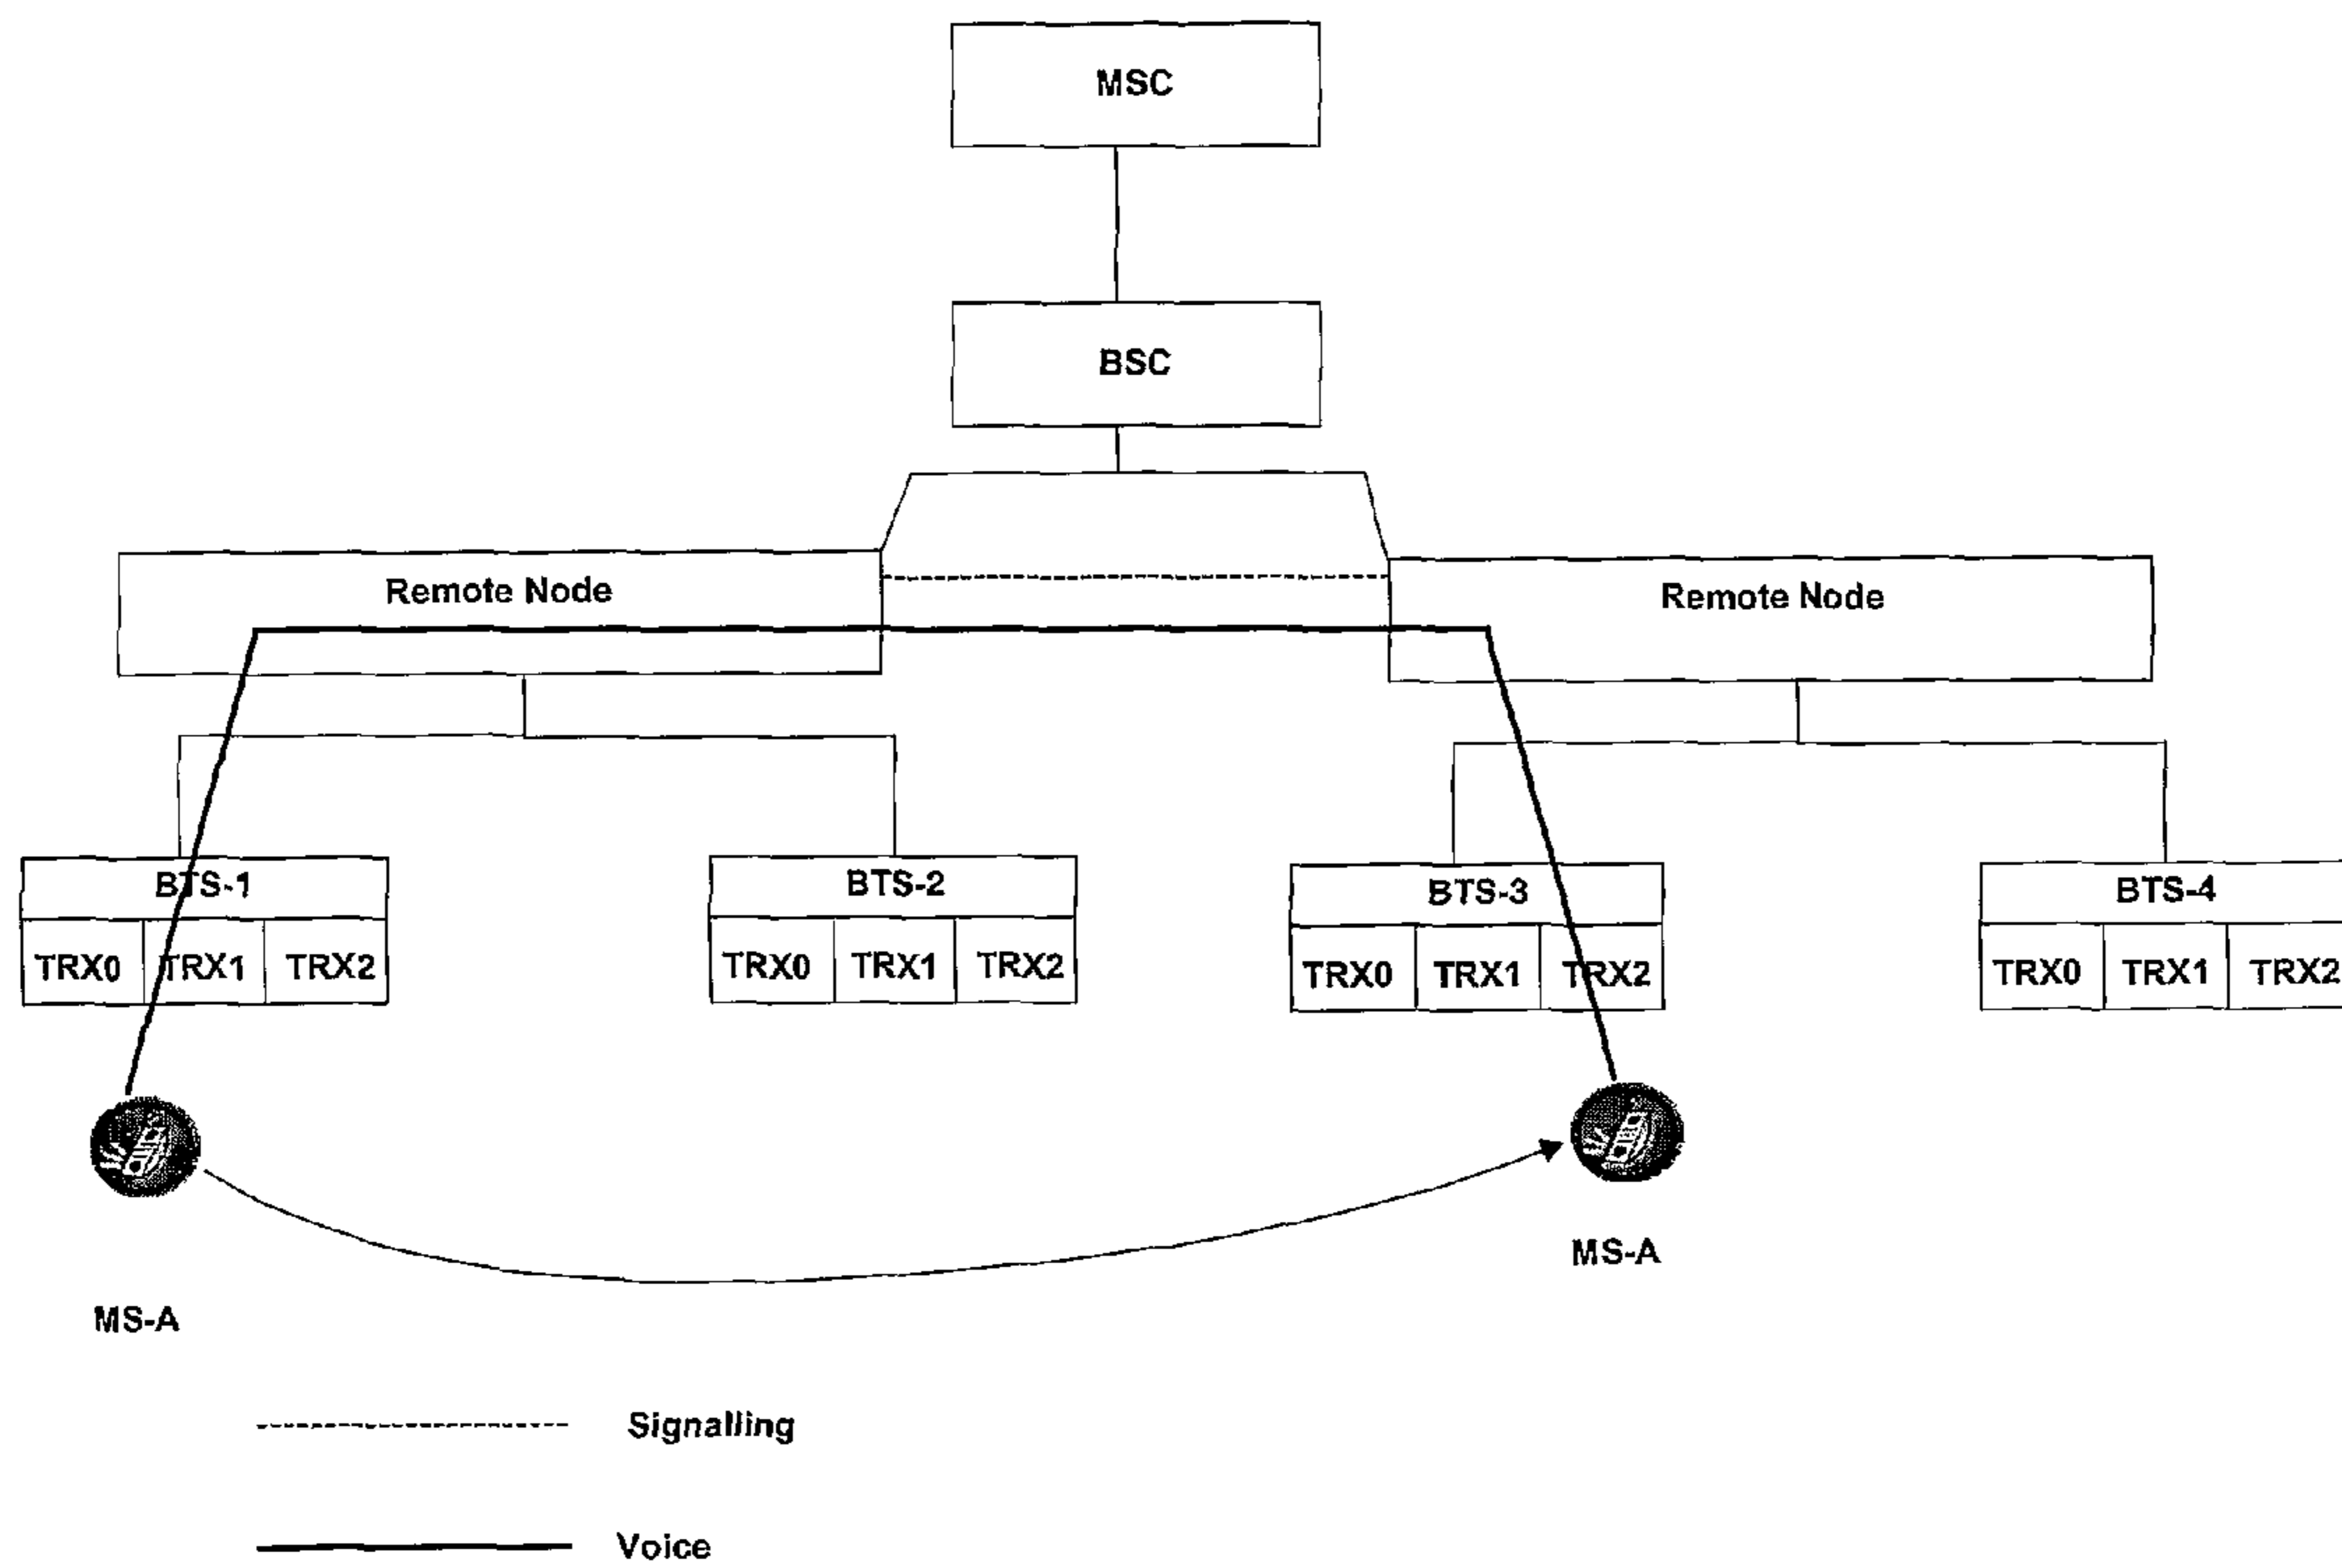 MSC
BSC
Remote Node
Remote Node
BTS-1
TRX0 TRX1 TRX2
BTS-2
TRX0 TRX1 TRX2
BTS-3
TRX0 TRX1 TRX2
BTS-4
TRX0 TRX1 TRX2
MS-A
MS-A
Signalling
Voice